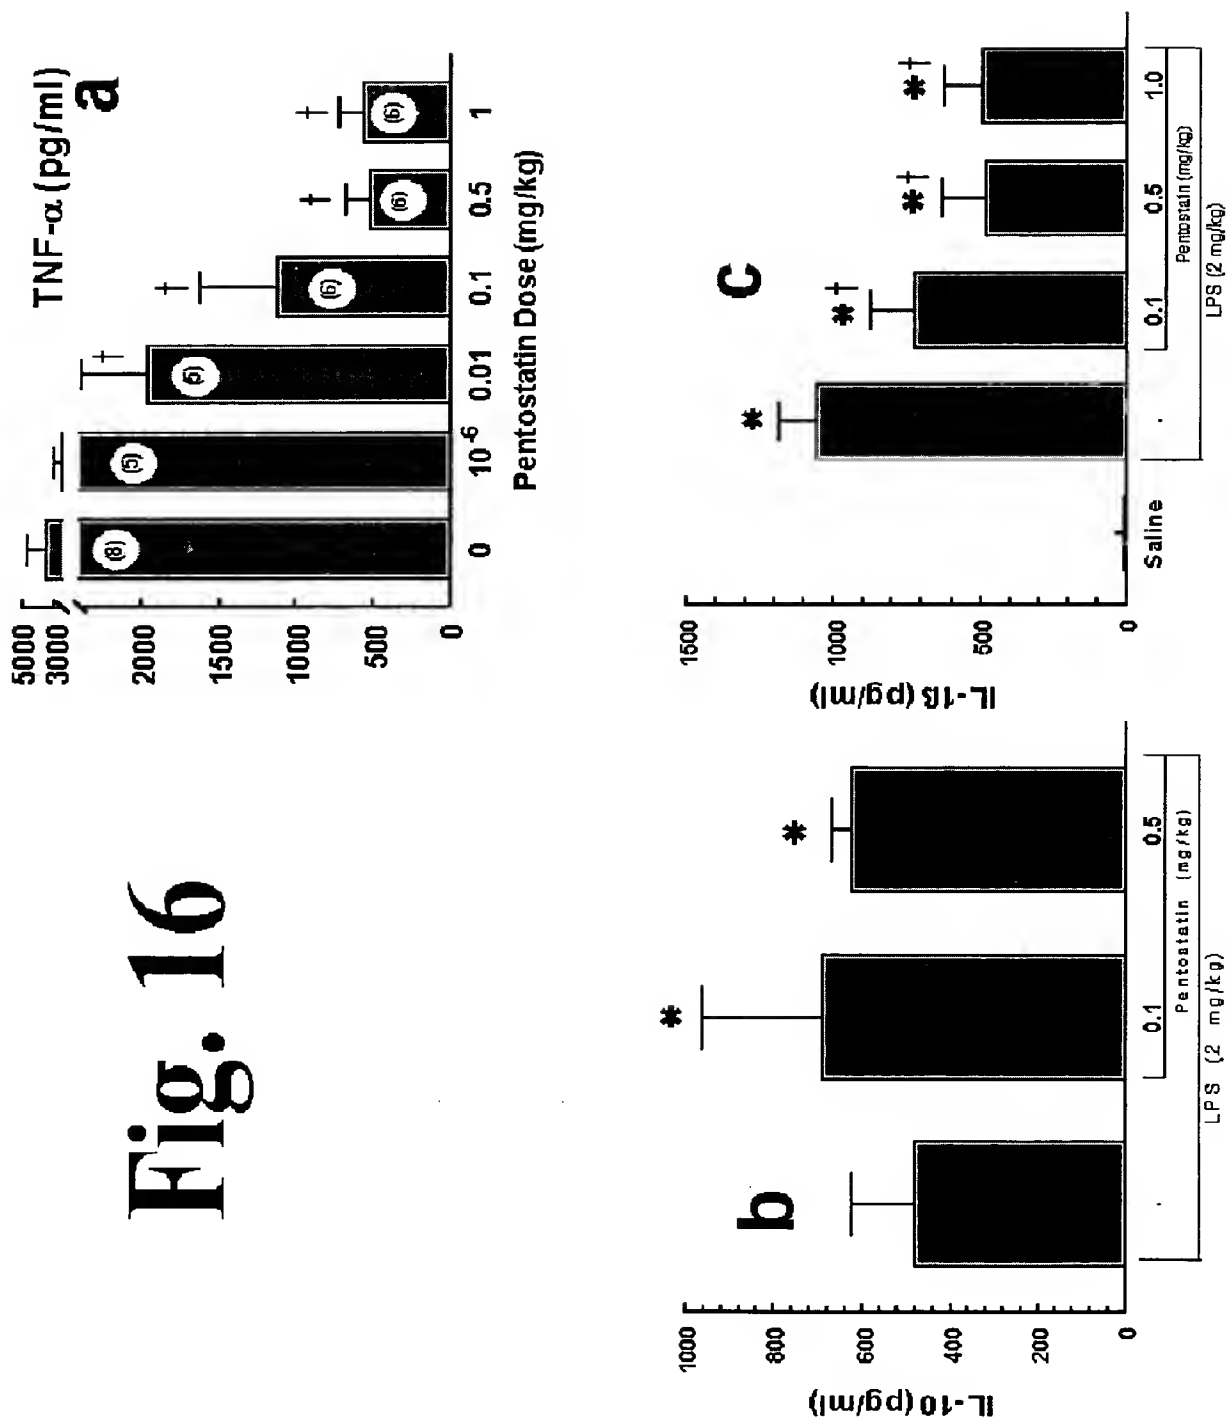 Fig. 16
TNF-α (pg/ml)
a
5000
3000
2000
1500
1000
500
0
(8)
(5)
(5)
(6)
(6)
(6)
†
†
†
†
0 10⁻⁶ 0.01 0.1 0.5 1
Pentostatin Dose (mg/kg)
b
IL-10 (pg/ml)
1000
800
600
400
200
0
*
*
- 0.1 0.5
Pentostatin (mg/kg)
LPS (2 mg/kg)
c
IL-1ß (pg/ml)
1500
1000
500
0
*
*†
*†
*†
Saline - 0.1 0.5 1.0
Pentostain (mg/kg)
LPS (2 mg/kg)